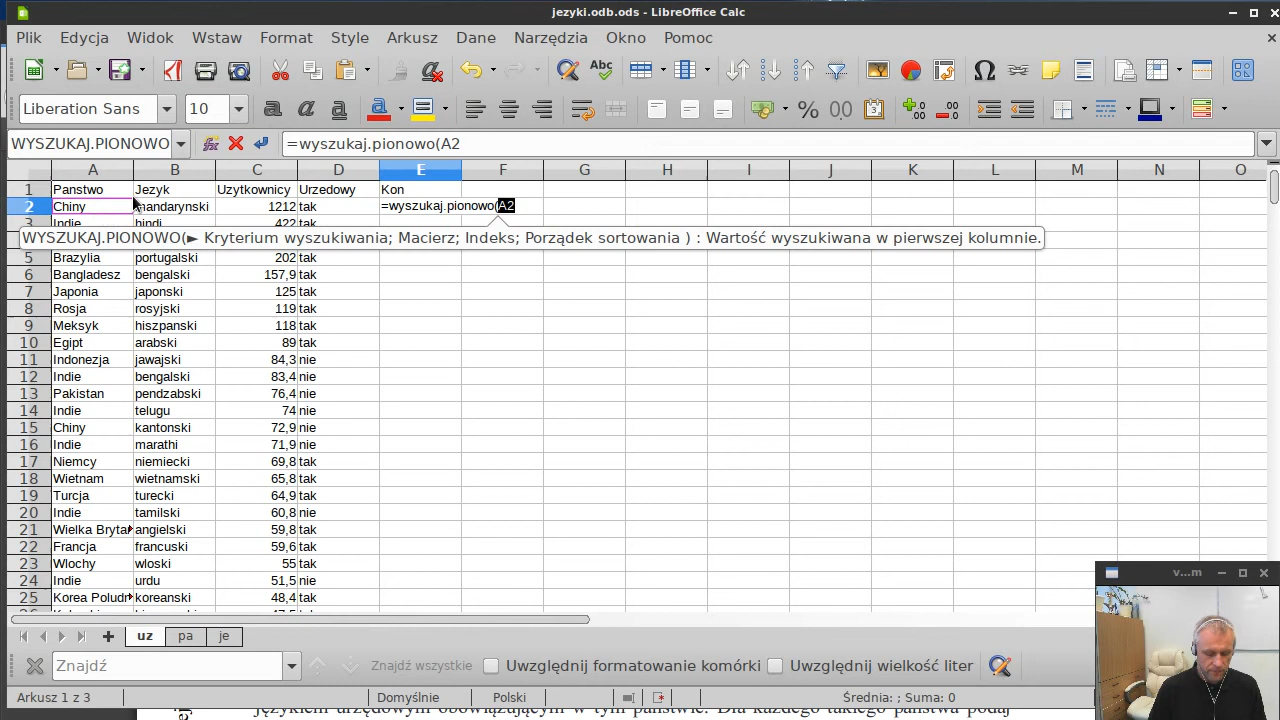 jezyki.odb.ods - LibreOffice Calc
Plik Edycja Widok Wstaw Format Style Arkusz Dane Narzędzia Okno Pomoc
Abc
Liberation Sans 10
WYSZUKAJ.PIONOWO =wyszukaj.pionowo(A2
A B C D E F G H I J K L M N O
1 Panstwo Jezyk Uzytkownicy Urzedowy Kon
2 Chiny mandarynski 1212 tak =wyszukaj.pionowo(A2
3 Indie hindi 422 tak
WYSZUKAJ.PIONOWO(► Kryterium wyszukiwania; Macierz; Indeks; Porządek sortowania ) : Wartość wyszukiwana w pierwszej kolumnie.
5 Brazylia portugalski 202 tak
6 Bangladesz bengalski 157,9 tak
7 Japonia japonski 125 tak
8 Rosja rosyjski 119 tak
9 Meksyk hiszpanski 118 tak
10 Egipt arabski 89 tak
11 Indonezja jawajski 84,3 nie
12 Indie bengalski 83,4 nie
13 Pakistan pendzabski 76,4 nie
14 Indie telugu 74 nie
15 Chiny kantonski 72,9 nie
16 Indie marathi 71,9 nie
17 Niemcy niemiecki 69,8 tak
18 Wietnam wietnamski 65,8 tak
19 Turcja turecki 64,9 tak
20 Indie tamilski 60,8 nie
21 Wielka Brytan angielski 59,8 tak
22 Francja francuski 59,6 tak
23 Wlochy wloski 55 tak
24 Indie urdu 51,5 nie
25 Korea Poludn koreanski 48,4 tak
uz pa je
Znajdź Znajdź wszystkie Uwzględnij formatowanie komórki Uwzględnij wielkość liter
Arkusz 1 z 3 Domyślnie Polski Średnia: ; Suma: 0
v...m
językiem urzędowym obowiązującym w tym państwie. Dla każdego takiego państwa podaj